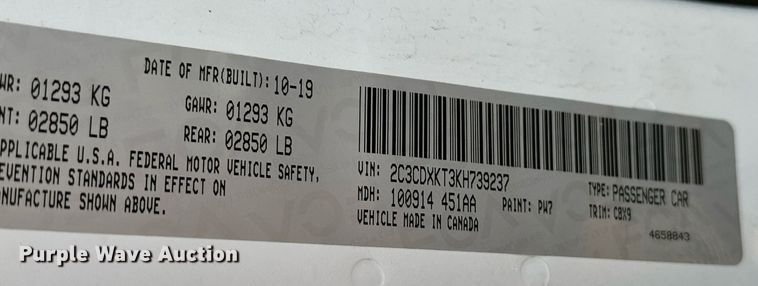 DATE OF MFR(BUILT): 10-19
WR: 01293 KG GAWR: 01293 KG
NT: 02850 LB REAR: 02850 LB
APPLICABLE U.S.A. FEDERAL MOTOR VEHICLE SAFETY,
EVENTION STANDARDS IN EFFECT ON
NUFACTURE SHOWN ABOVE.
VIN: 2C3CDXKT3KH739237
TYPE: PASSENGER CAR
MDH: 100914 451AA PAINT: PW7 TRIM: CBX9
VEHICLE MADE IN CANADA
4658843
Purple Wave Auction